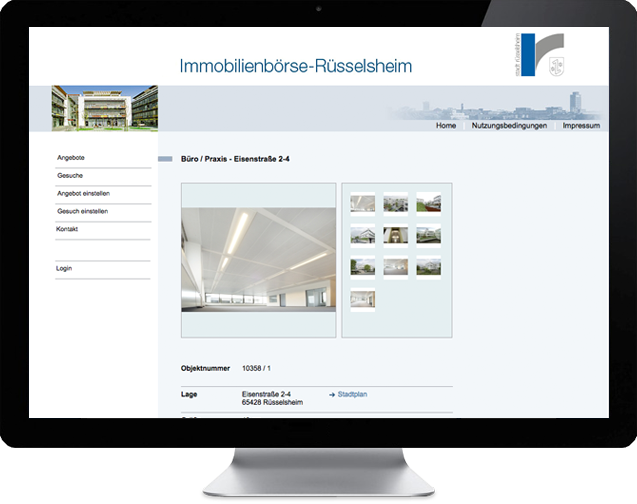 Immobilienbörse-Rüsselsheim
stadt rüsselsheim
Home Nutzungsbedingungen Impressum
Angebote
Gesuche
Angebot einstellen
Gesuch einstellen
Kontakt
Login
Büro / Praxis - Eisenstraße 2-4
Objektnummer 10358 / 1
Lage Eisenstraße 2-4 → Stadtplan
65428 Rüsselsheim